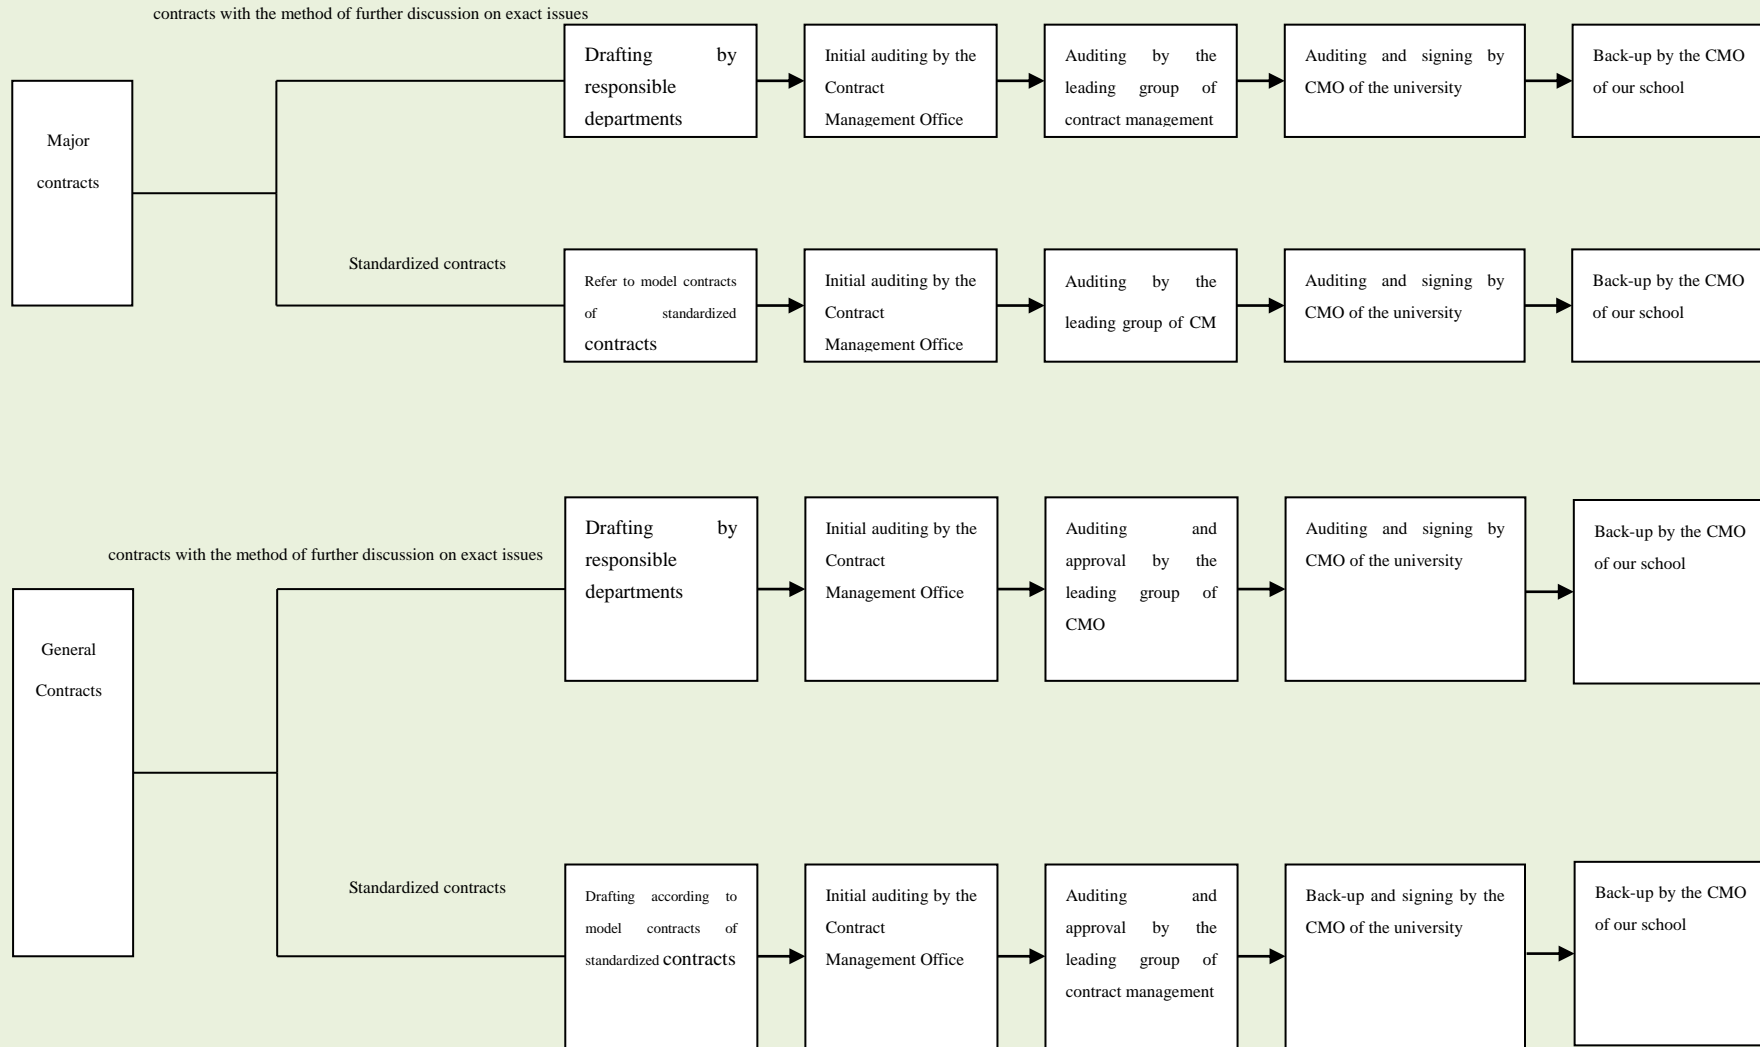 contracts with the method of further discussion on exact issues
Major
contracts
Drafting by
responsible
departments
Initial auditing by the
Contract
Management Office
Auditing by the
leading group of
contract management
Auditing and signing by
CMO of the university
Back-up by the CMO
of our school
Standardized contracts
Refer to model contracts
of standardized
contracts
Initial auditing by the
Contract
Management Office
Auditing by the
leading group of CM
Auditing and signing by
CMO of the university
Back-up by the CMO
of our school
contracts with the method of further discussion on exact issues
General
Contracts
Drafting by
responsible
departments
Initial auditing by the
Contract
Management Office
Auditing and
approval by the
leading group of
CMO
Auditing and signing by
CMO of the university
Back-up by the CMO
of our school
Standardized contracts
Drafting according to
model contracts of
standardized contracts
Initial auditing by the
Contract
Management Office
Auditing and
approval by the
leading group of
contract management
Back-up and signing by the
CMO of the university
Back-up by the CMO
of our school